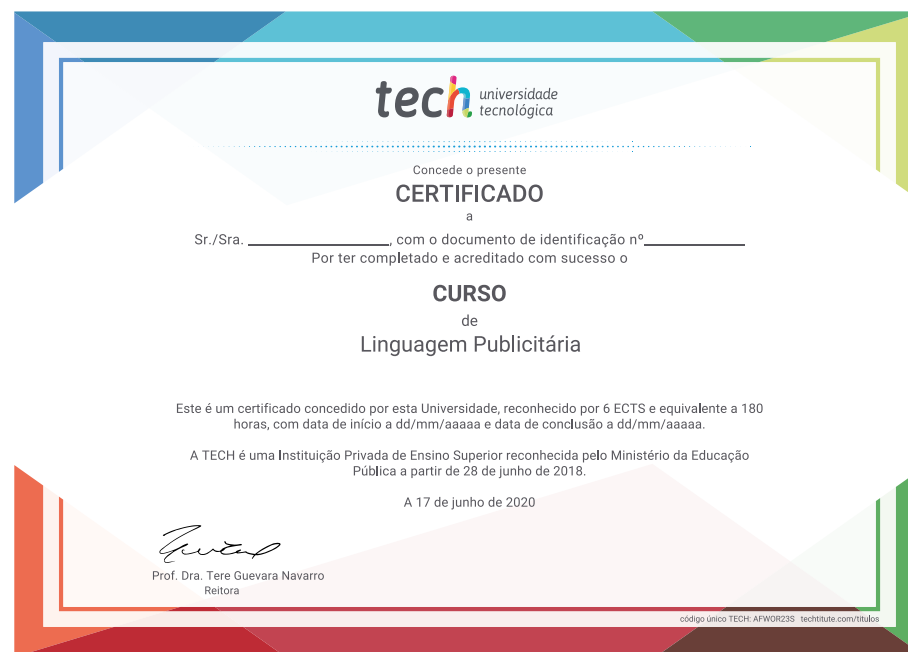 tech universidade
tecnológica
Concede o presente
CERTIFICADO
a
Sr./Sra. ____________________, com o documento de identificação nº______________
Por ter completado e acreditado com sucesso o
CURSO
de
Linguagem Publicitária
Este é um certificado concedido por esta Universidade, reconhecido por 6 ECTS e equivalente a 180
horas, com data de início a dd/mm/aaaaa e data de conclusão a dd/mm/aaaaa.
A TECH é uma Instituição Privada de Ensino Superior reconhecida pelo Ministério da Educação
Pública a partir de 28 de junho de 2018.
A 17 de junho de 2020
Prof. Dra. Tere Guevara Navarro
Reitora
código único TECH: AFWOR23S techtitute.com/titulos